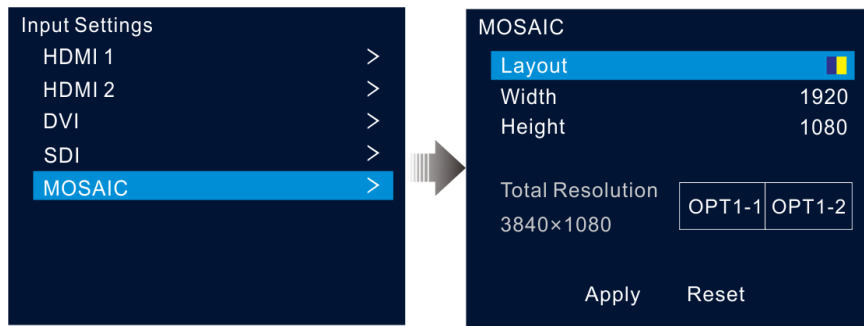 Input Settings
HDMI 1 >
HDMI 2 >
DVI >
SDI >
MOSAIC >
MOSAIC
Layout
Width 1920
Height 1080
Total Resolution
3840×1080
OPT1-1 OPT1-2
Apply Reset